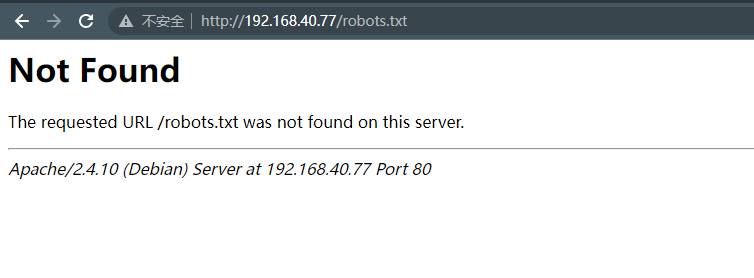 不安全 http://192.168.40.77/robots.txt
Not Found
The requested URL /robots.txt was not found on this server.
Apache/2.4.10 (Debian) Server at 192.168.40.77 Port 80